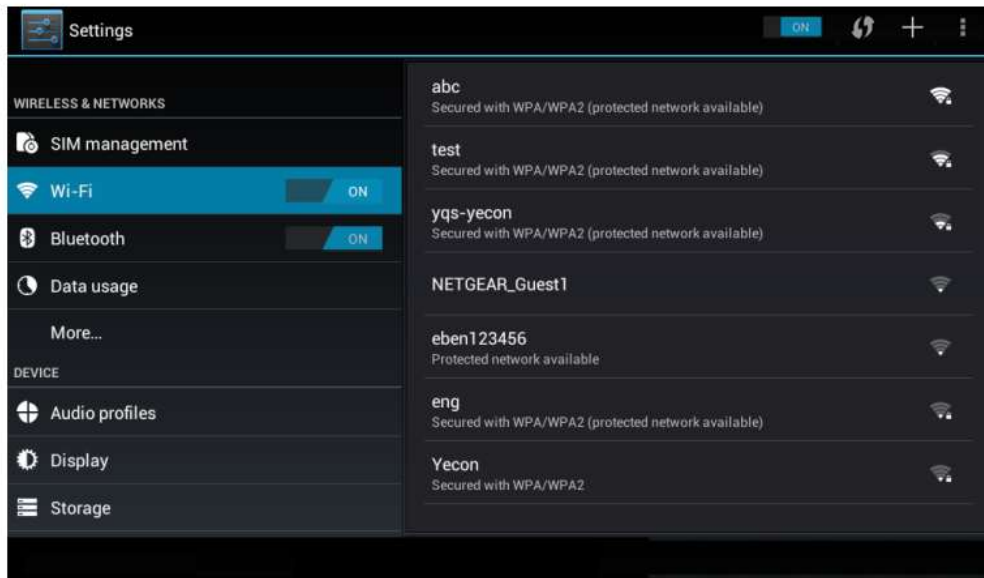 Settings
ON
WIRELESS & NETWORKS
SIM management
Wi-Fi ON
Bluetooth ON
Data usage
More...
DEVICE
Audio profiles
Display
Storage
abc
Secured with WPA/WPA2 (protected network available)
test
Secured with WPA/WPA2 (protected network available)
yqs-yecon
Secured with WPA/WPA2 (protected network available)
NETGEAR_Guest1
eben123456
Protected network available
eng
Secured with WPA/WPA2 (protected network available)
Yecon
Secured with WPA/WPA2